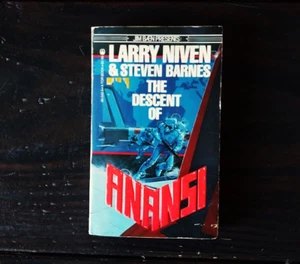 JIM BAEN PRESENTS
LARRY NIVEN
& STEVEN BARNES
THE
DESCENT
OF
ANANSI